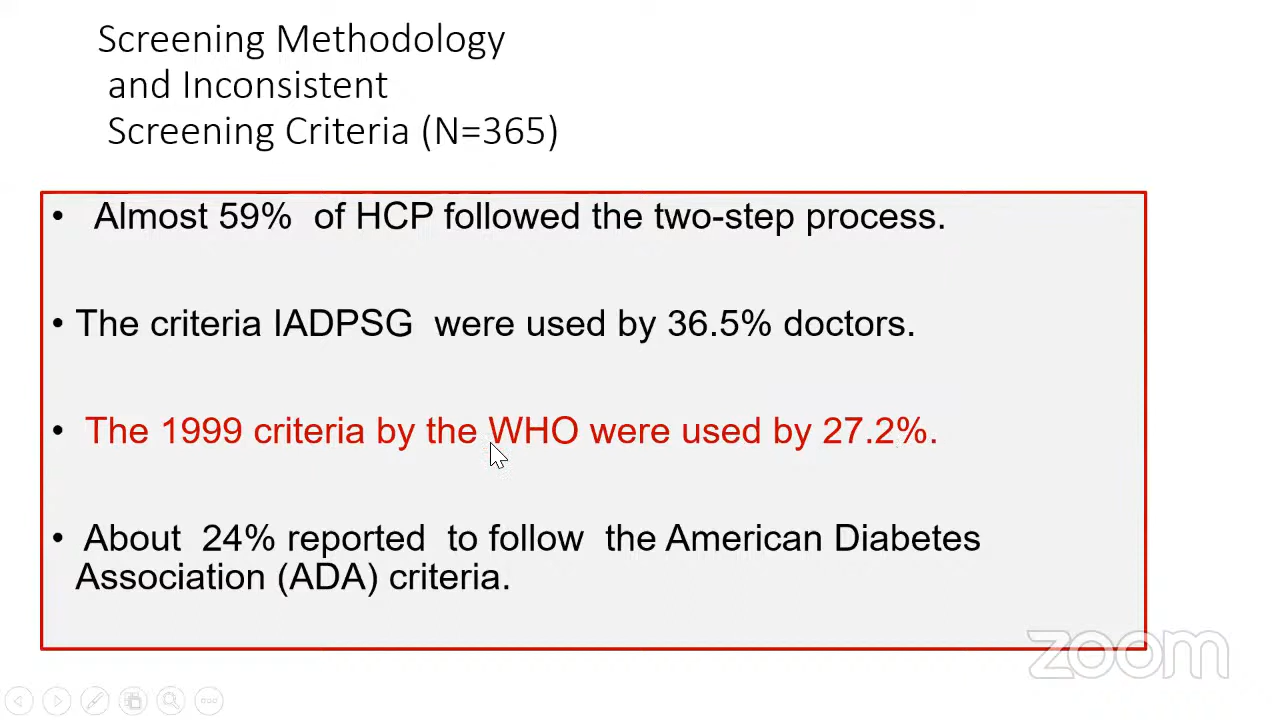 Screening Methodology
and Inconsistent
Screening Criteria (N=365)
• Almost 59% of HCP followed the two-step process.
• The criteria IADPSG were used by 36.5% doctors.
• The 1999 criteria by the WHO were used by 27.2%.
• About 24% reported to follow the American Diabetes
Association (ADA) criteria.
zoom